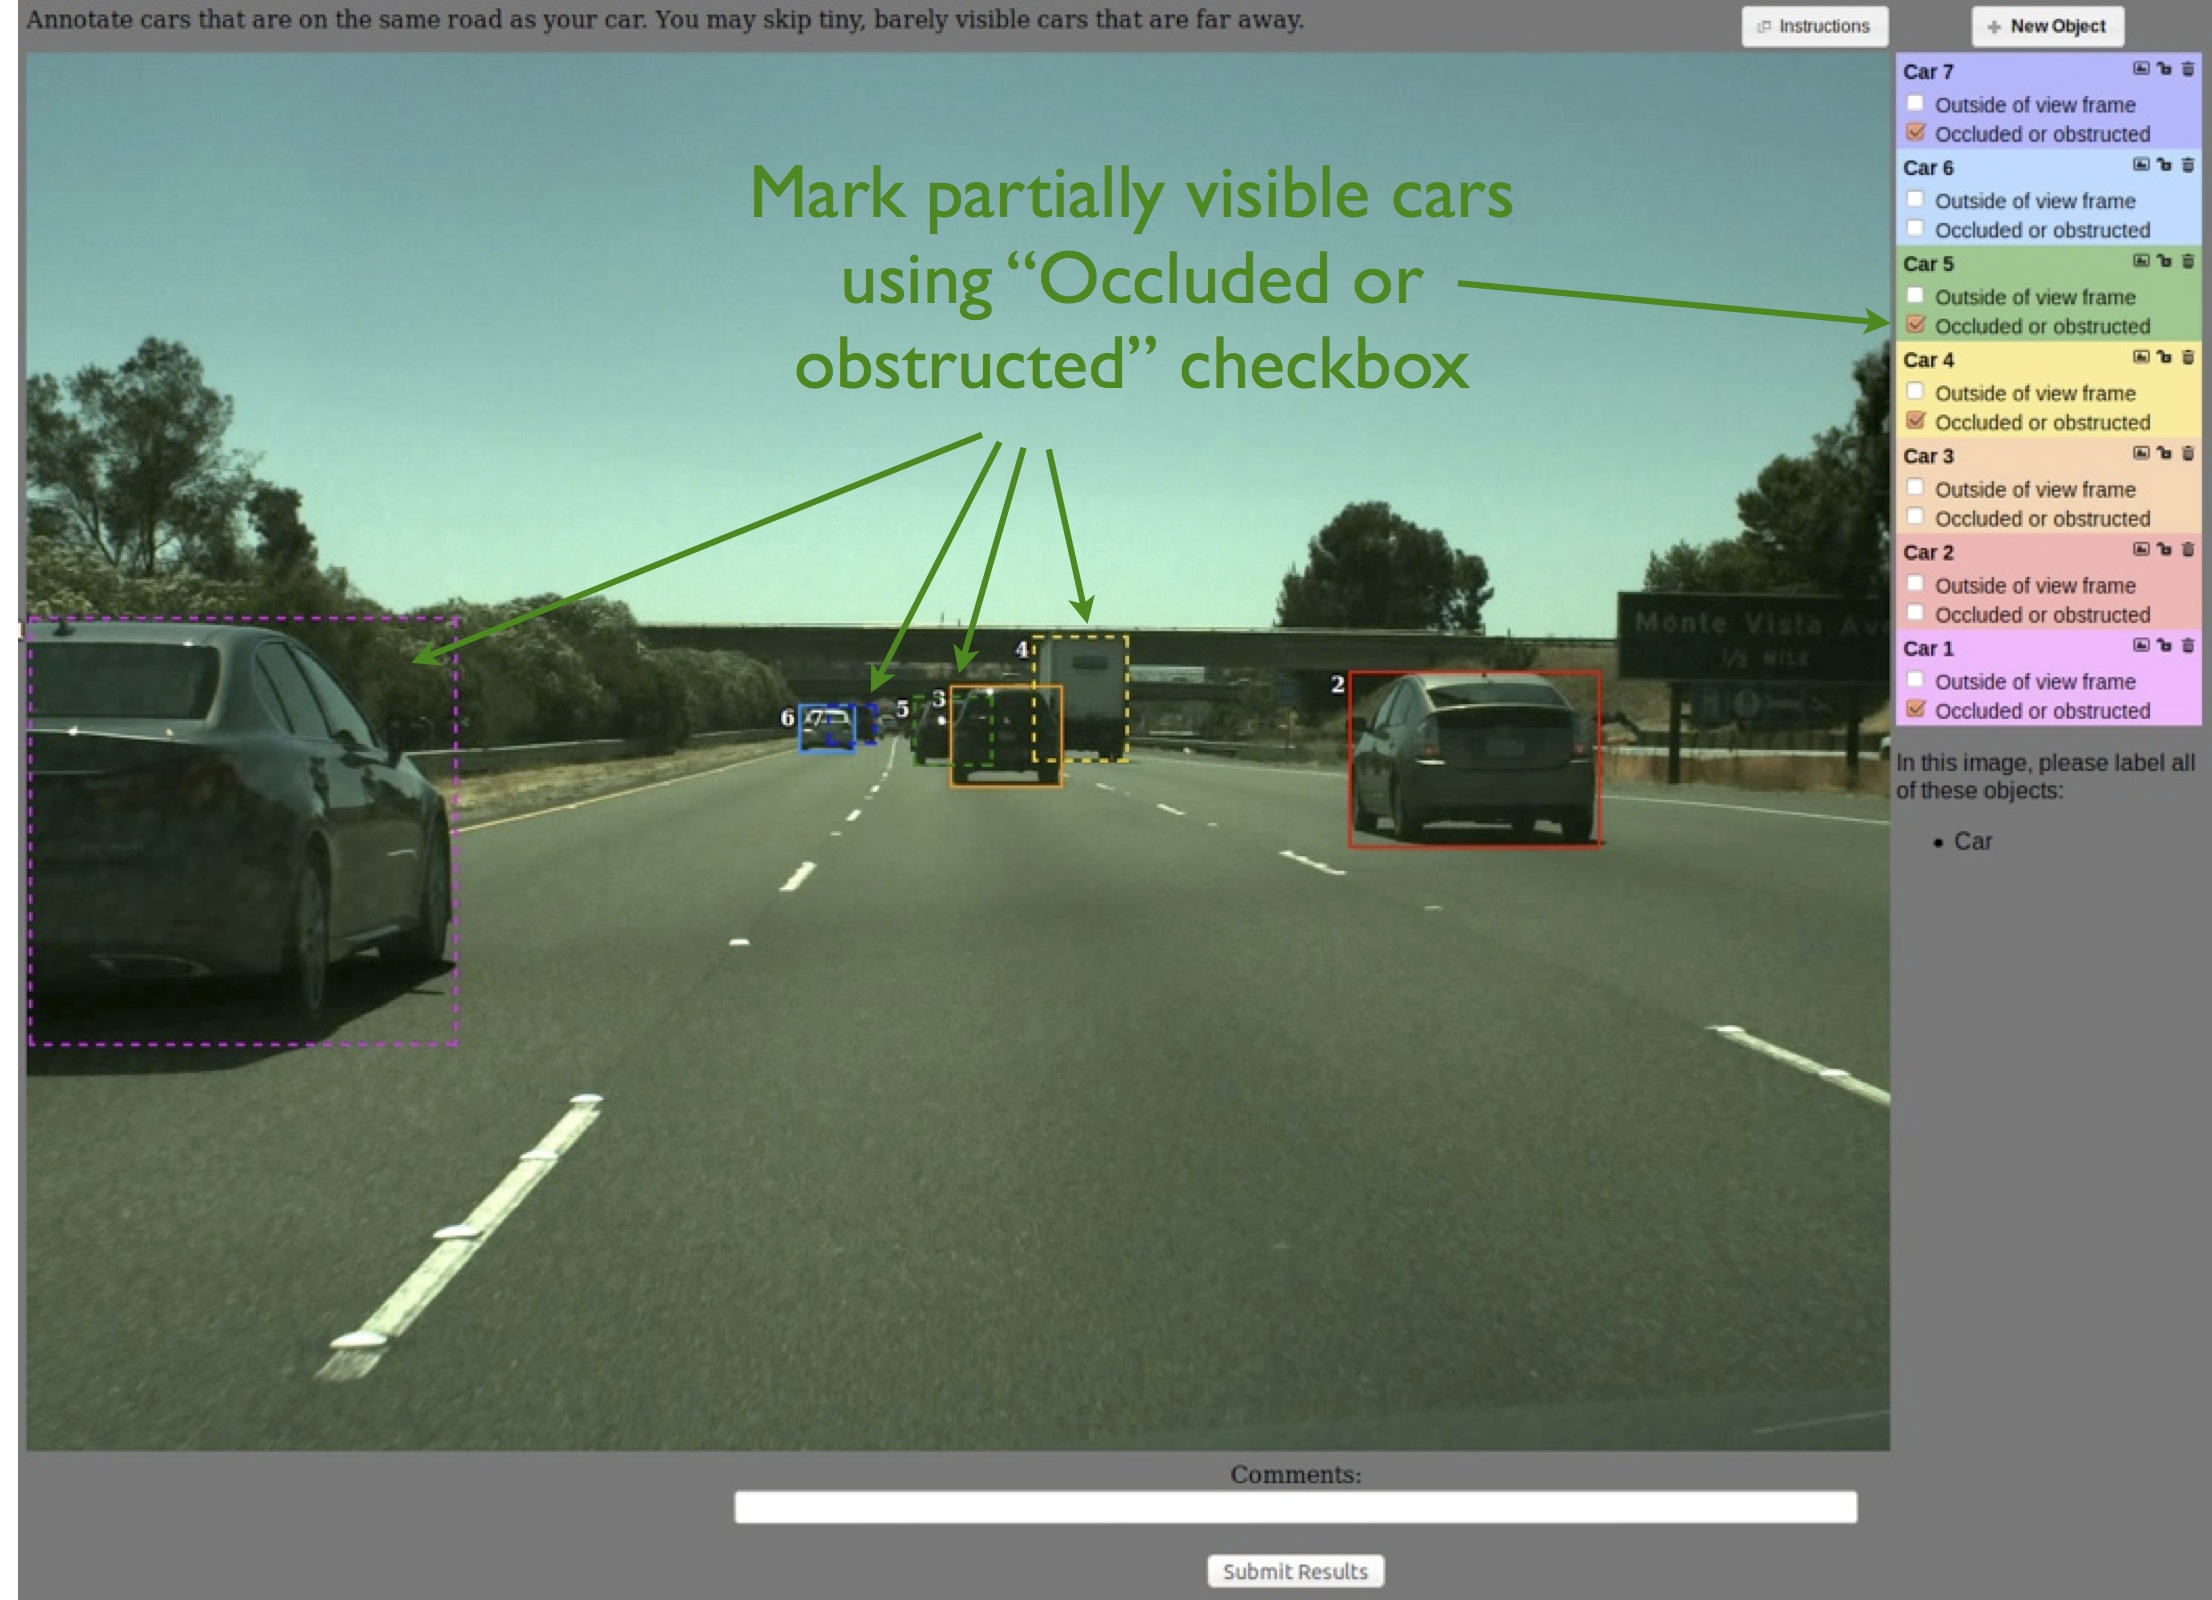 Annotate cars that are on the same road as your car. You may skip tiny, barely visible cars that are far away.
Instructions
New Object
Mark partially visible cars
using “Occluded or
obstructed” checkbox
Car 7
Outside of view frame
Occluded or obstructed
Car 6
Outside of view frame
Occluded or obstructed
Car 5
Outside of view frame
Occluded or obstructed
Car 4
Outside of view frame
Occluded or obstructed
Car 3
Outside of view frame
Occluded or obstructed
Car 2
Outside of view frame
Occluded or obstructed
Car 1
Outside of view frame
Occluded or obstructed
In this image, please label all
of these objects:
• Car
Monte Vista Av
1/2 MILE
4
2
3
5
6
7
Comments:
Submit Results